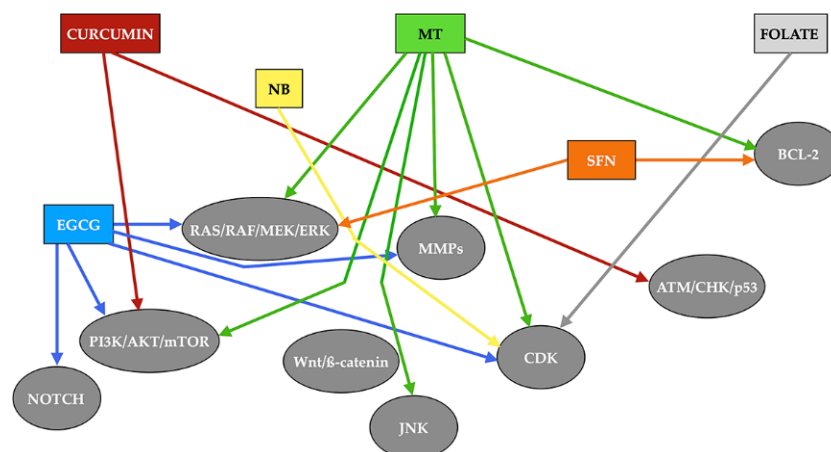 CURCUMIN
MT
FOLATE
NB
SFN
BCL-2
EGCG
RAS/RAF/MEK/ERK
MMPs
ATM/CHK/p53
PI3K/AKT/mTOR
Wnt/ß-catenin
CDK
NOTCH
JNK